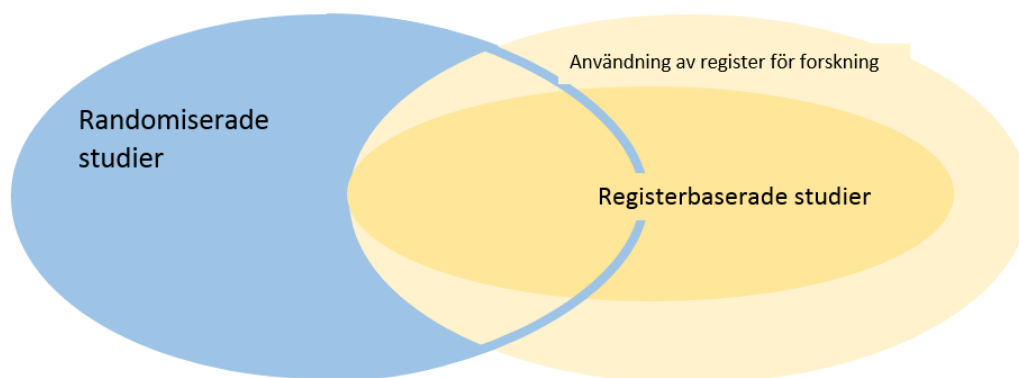 Användning av register för forskning
Randomiserade
studier
Registerbaserade studier